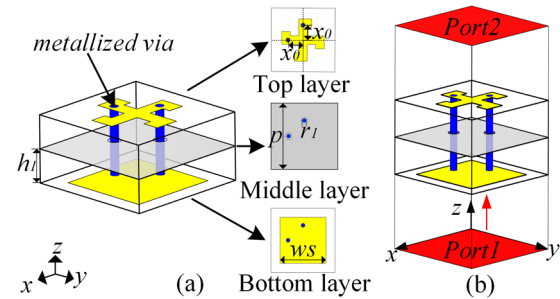 metallized via
x₀
x₀
Top layer
p
r₁
Middle layer
h₁
ws
Bottom layer
z
x
y
(a)
Port2
z
x
Port1
y
(b)